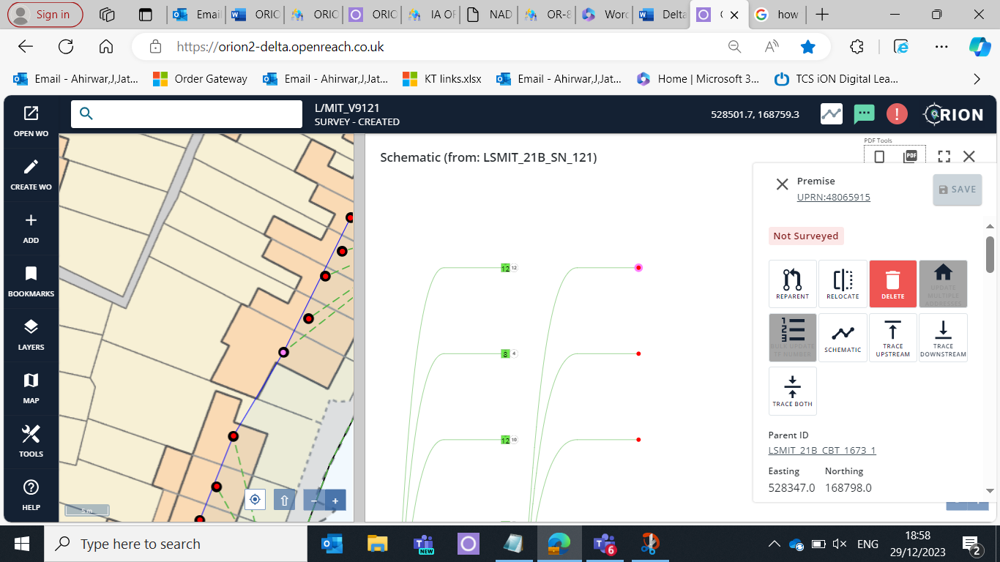 Sign in
Email
ORIC
ORIC
ORIC
IA OF
NAD
OR-8
Word
Delta
how
https://orion2-delta.openreach.co.uk
Email - Ahirwar,J,Jat...
Order Gateway
Email - Ahirwar,J,Jat...
KT links.xlsx
Email - Ahirwar,J,Jat...
Home | Microsoft 3...
TCS iON Digital Lea...
OPEN WO
L/MIT_V9121
SURVEY - CREATED
528501.7, 168759.3
ORION
CREATE WO
ADD
BOOKMARKS
LAYERS
MAP
TOOLS
HELP
5 m
Schematic (from: LSMIT_21B_SN_121)
PDF Tools
PDF
12 12
8 4
12 10
Premise
UPRN:48065915
SAVE
Not Surveyed
REPARENT
RELOCATE
DELETE
UPDATE MULTIPLE ADDRESSES
BULK UPDATE TF NUMBER
SCHEMATIC
TRACE UPSTREAM
TRACE DOWNSTREAM
TRACE BOTH
Parent ID
LSMIT_21B_CBT_1673_1
Easting Northing
528347.0 168798.0
Type here to search
NEW
6
ENG
18:58
29/12/2023
2